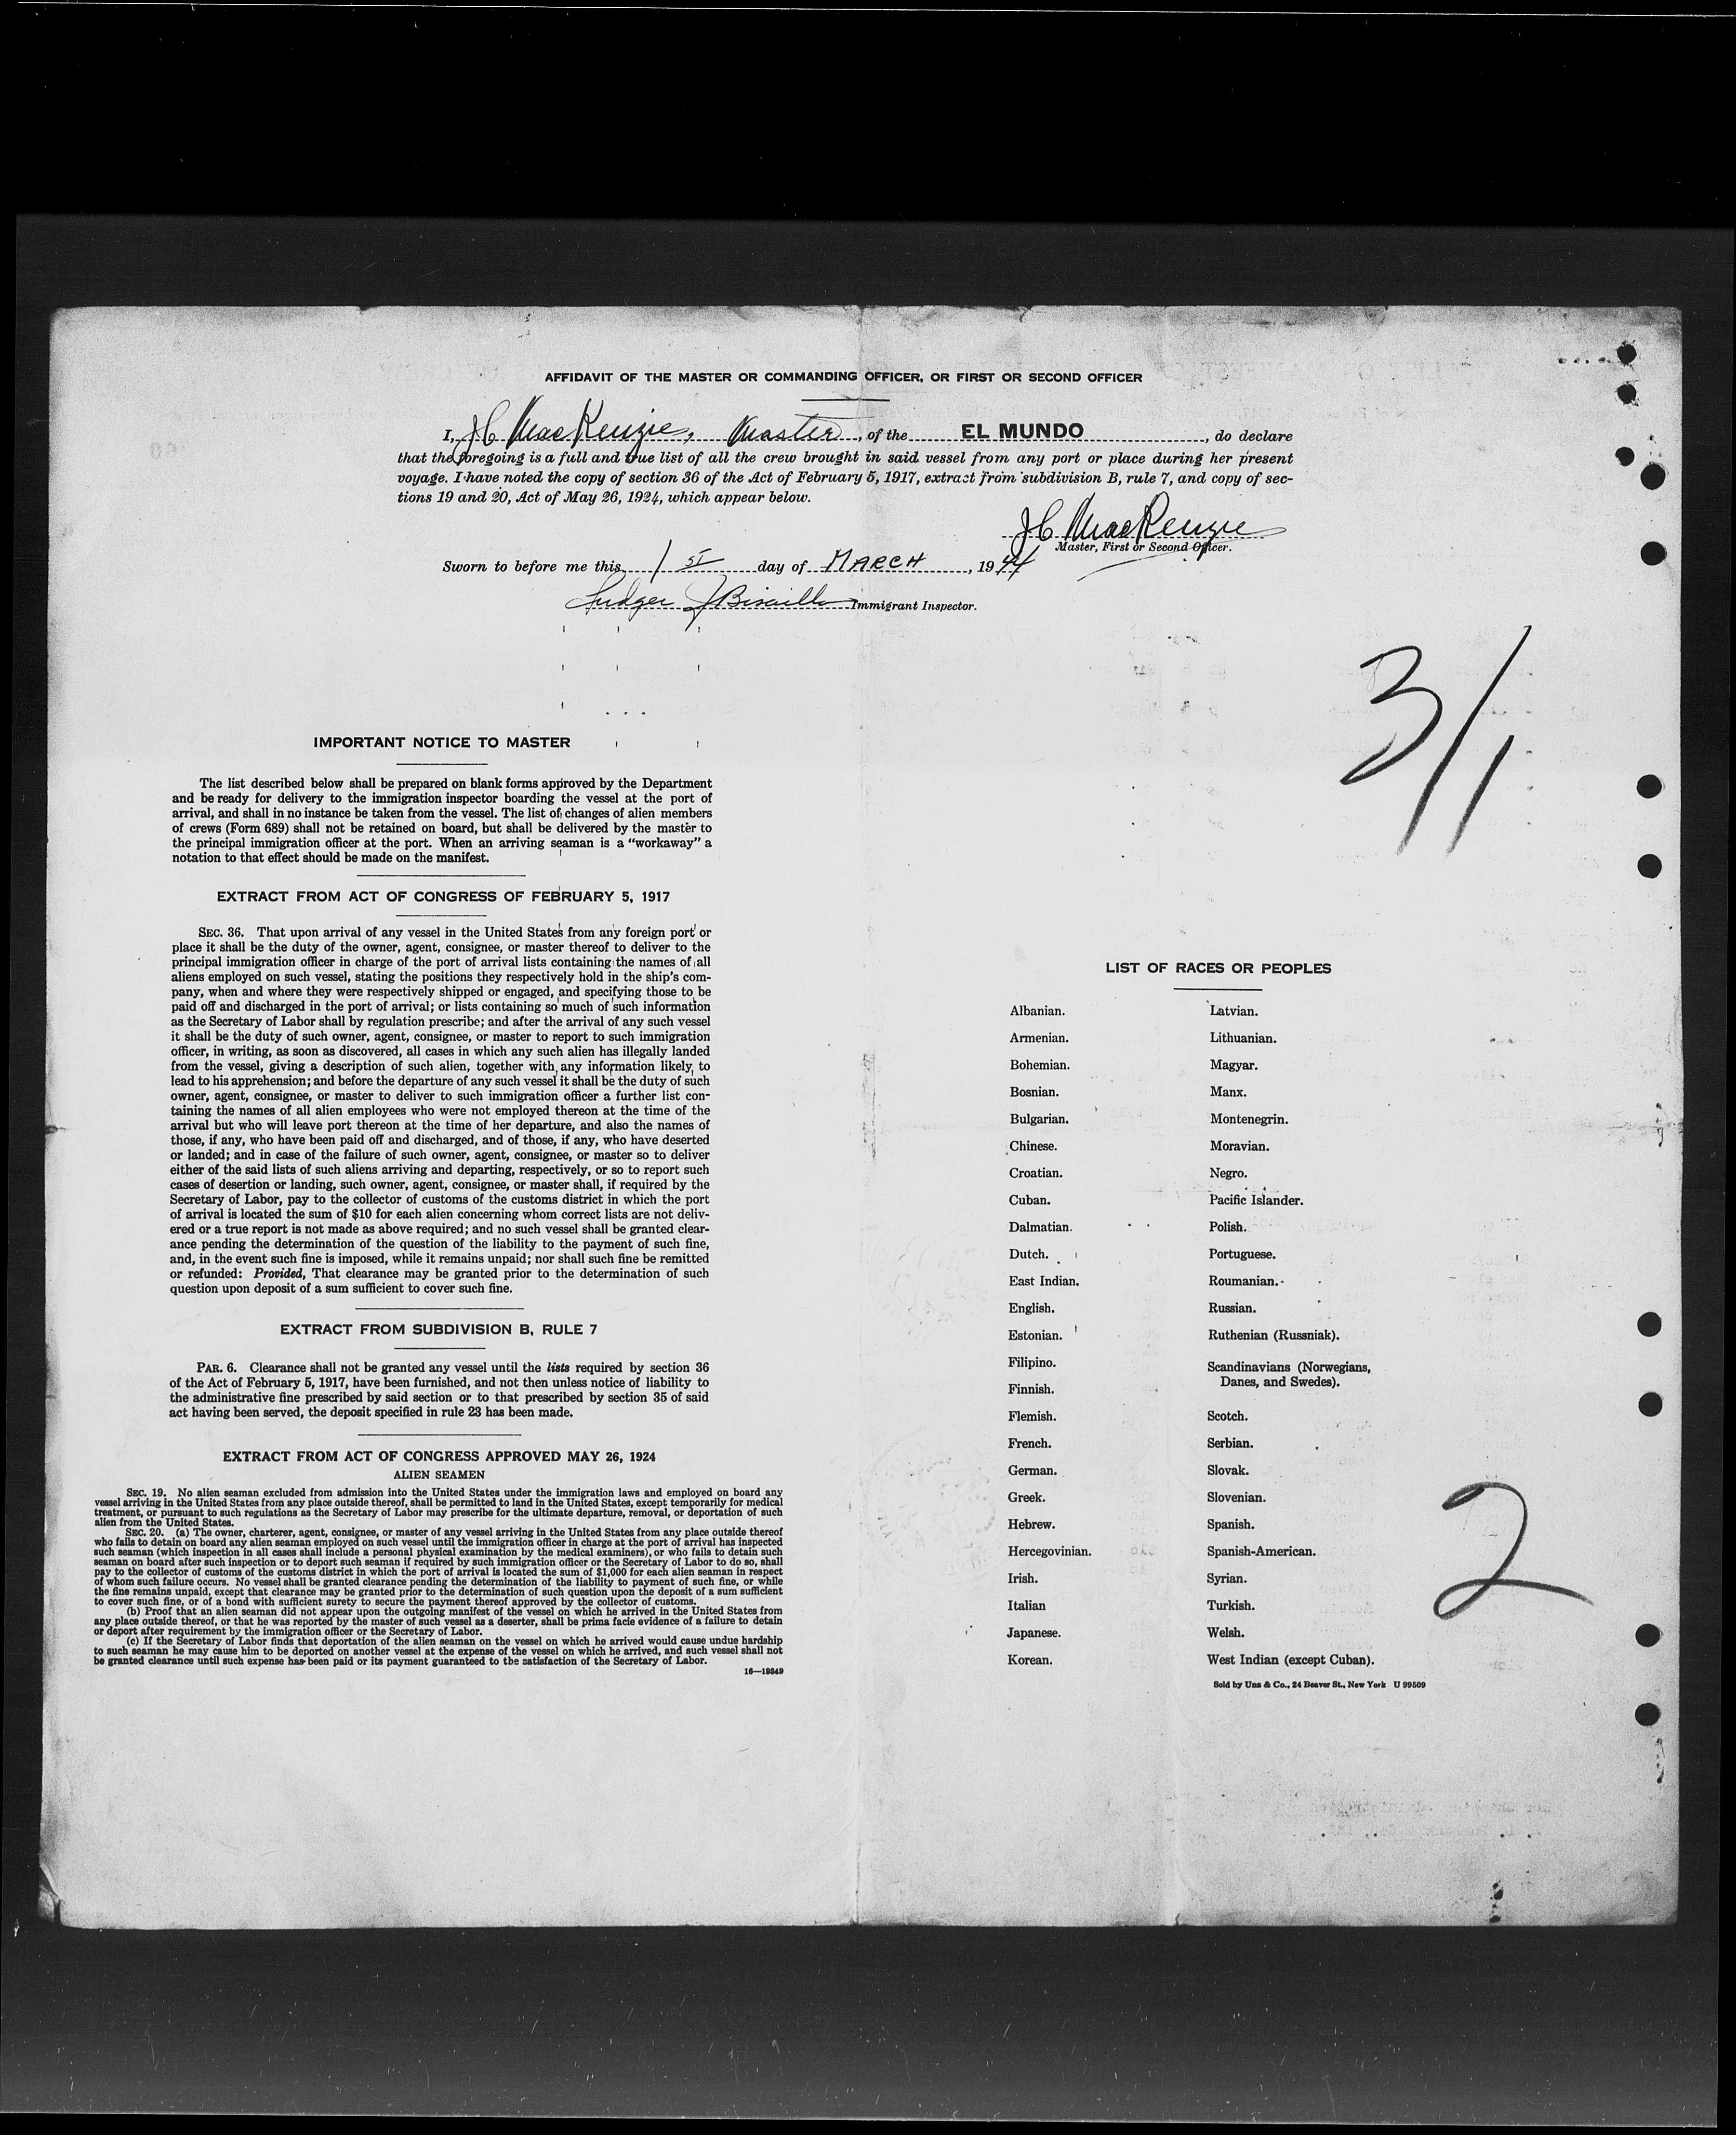 AFFIDAVIT OF THE MASTER OR COMMANDING OFFICER, OR FIRST OR SECOND OFFICER
I, J C MacKenzie, Master, of the EL MUNDO, do declare
that the foregoing is a full and true list of all the crew brought in said vessel from any port or place during her present
voyage. I have noted the copy of section 36 of the Act of February 5, 1917, extract from subdivision B, rule 7, and copy of sec-
tions 19 and 20, Act of May 26, 1924, which appear below.
J C MacKenzie
Master, First or Second Officer.
Sworn to before me this 1 ST day of MARCH, 1944
Immigrant Inspector.
3/1
IMPORTANT NOTICE TO MASTER
The list described below shall be prepared on blank forms approved by the Department
and be ready for delivery to the immigration inspector boarding the vessel at the port of
arrival, and shall in no instance be taken from the vessel. The list of changes of alien members
of crews (Form 689) shall not be retained on board, but shall be delivered by the master to
the principal immigration officer at the port. When an arriving seaman is a "workaway" a
notation to that effect should be made on the manifest.
EXTRACT FROM ACT OF CONGRESS OF FEBRUARY 5, 1917
SEC. 36. That upon arrival of any vessel in the United States from any foreign port or
place it shall be the duty of the owner, agent, consignee, or master thereof to deliver to the
principal immigration officer in charge of the port of arrival lists containing the names of all
aliens employed on such vessel, stating the positions they respectively hold in the ship's com-
pany, when and where they were respectively shipped or engaged, and specifying those to be
paid off and discharged in the port of arrival; or lists containing so much of such information
as the Secretary of Labor shall by regulation prescribe; and after the arrival of any such vessel
it shall be the duty of such owner, agent, consignee, or master to report to such immigration
officer, in writing, as soon as discovered, all cases in which any such alien has illegally landed
from the vessel, giving a description of such alien, together with any information likely to
lead to his apprehension; and before the departure of any such vessel it shall be the duty of such
owner, agent, consignee, or master to deliver to such immigration officer a further list con-
taining the names of all alien employees who were not employed thereon at the time of the
arrival but who will leave port thereon at the time of her departure, and also the names of
those, if any, who have been paid off and discharged, and of those, if any, who have deserted
or landed; and in case of the failure of such owner, agent, consignee, or master so to deliver
either of the said lists of such aliens arriving and departing, respectively, or so to report such
cases of desertion or landing, such owner, agent, consignee, or master shall, if required by the
Secretary of Labor, pay to the collector of customs of the customs district in which the port
of arrival is located the sum of $10 for each alien concerning whom correct lists are not deliv-
ered or a true report is not made as above required; and no such vessel shall be granted clear-
ance pending the determination of the question of the liability to the payment of such fine,
and, in the event such fine is imposed, while it remains unpaid; nor shall such fine be remitted
or refunded: Provided, That clearance may be granted prior to the determination of such
question upon deposit of a sum sufficient to cover such fine.
EXTRACT FROM SUBDIVISION B, RULE 7
PAR. 6. Clearance shall not be granted any vessel until the lists required by section 36
of the Act of February 5, 1917, have been furnished, and not then unless notice of liability to
the administrative fine prescribed by said section or to that prescribed by section 35 of said
act having been served, the deposit specified in rule 23 has been made.
EXTRACT FROM ACT OF CONGRESS APPROVED MAY 26, 1924
ALIEN SEAMEN
SEC. 19. No alien seaman excluded from admission into the United States under the immigration laws and employed on board any
vessel arriving in the United States from any place outside thereof, shall be permitted to land in the United States, except temporarily for medical
treatment, or pursuant to such regulations as the Secretary of Labor may prescribe for the ultimate departure, removal, or deportation of such
alien from the United States.
SEC. 20. (a) The owner, charterer, agent, consignee, or master of any vessel arriving in the United States from any place outside thereof
who fails to detain on board any alien seaman employed on such vessel until the immigration officer in charge at the port of arrival has inspected
such seaman (which inspection in all cases shall include a personal physical examination by the medical examiners), or who fails to detain such
seaman on board after such inspection or to deport such seaman if required by such immigration officer or the Secretary of Labor to do so, shall
pay to the collector of customs of the customs district in which the port of arrival is located the sum of $1,000 for each alien seaman in respect
of whom such failure occurs. No vessel shall be granted clearance pending the determination of the liability to payment of such fine, or while
the fine remains unpaid, except that clearance may be granted prior to the determination of such question upon the deposit of a sum sufficient
to cover such fine, or of a bond with sufficient surety to secure the payment thereof approved by the collector of customs.
(b) Proof that an alien seaman did not appear upon the outgoing manifest of the vessel on which he arrived in the United States from
any place outside thereof, or that he was reported by the master of such vessel as a deserter, shall be prima facie evidence of a failure to detain
or deport after requirement by the immigration officer or the Secretary of Labor.
(c) If the Secretary of Labor finds that deportation of the alien seaman on the vessel on which he arrived would cause undue hardship
to such seaman he may cause him to be deported on another vessel at the expense of the vessel on which he arrived, and such vessel shall not
be granted clearance until such expense has been paid or its payment guaranteed to the satisfaction of the Secretary of Labor.
16—19349
LIST OF RACES OR PEOPLES
Albanian.
Armenian.
Bohemian.
Bosnian.
Bulgarian.
Chinese.
Croatian.
Cuban.
Dalmatian.
Dutch.
East Indian.
English.
Estonian.
Filipino.
Finnish.
Flemish.
French.
German.
Greek.
Hebrew.
Hercegovinian.
Irish.
Italian
Japanese.
Korean.
Latvian.
Lithuanian.
Magyar.
Manx.
Montenegrin.
Moravian.
Negro.
Pacific Islander.
Polish.
Portuguese.
Roumanian.
Russian.
Ruthenian (Russniak).
Scandinavians (Norwegians,
Danes, and Swedes).
Scotch.
Serbian.
Slovak.
Slovenian.
Spanish.
Spanish-American.
Syrian.
Turkish.
Welsh.
West Indian (except Cuban).
Sold by Unz & Co., 24 Beaver St., New York U 99509
2